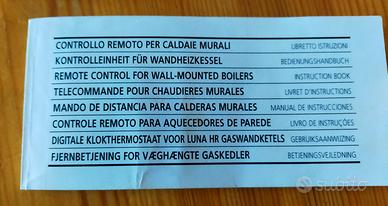 CONTROLLO REMOTO PER CALDAIE MURALI LIBRETTO ISTRUZIONI
KONTROLLEINHEIT FÜR WANDHEIZKESSEL BEDIENUNGSHANDBUCH
REMOTE CONTROL FOR WALL-MOUNTED BOILERS INSTRUCTION BOOK
TELECOMMANDE POUR CHAUDIERES MURALES LIVRET D'INSTRUCTIONS
MANDO DE DISTANCIA PARA CALDERAS MURALES MANUAL DE INSTRUCCIONES
CONTROLE REMOTO PARA AQUECEDORES DE PAREDE LIVRO DE INSTRUÇÕES
DIGITALE KLOKTHERMOSTAAT VOOR LUNA HR GASWANDKETELS GEBRUIKSAANWIJZING
FJERNBETJENING FOR VÆGHÆNGTE GASKEDLER BETJENINGSVEJLEDNING
subito